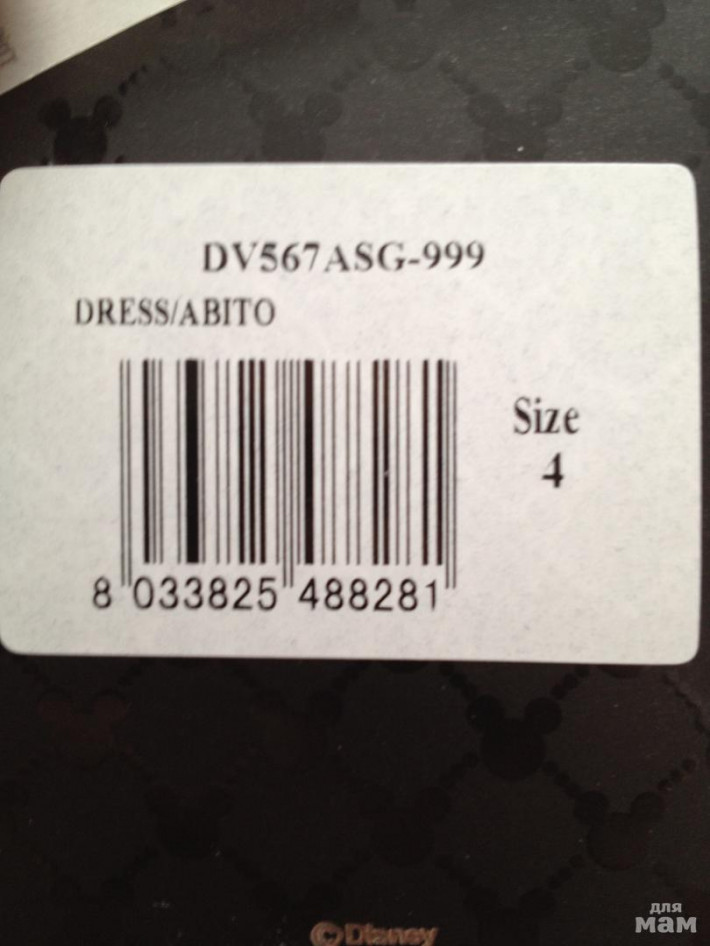 DV567ASG-999
DRESS/ABITO
Size
4
8 033825 488281
©Disney
для
мам